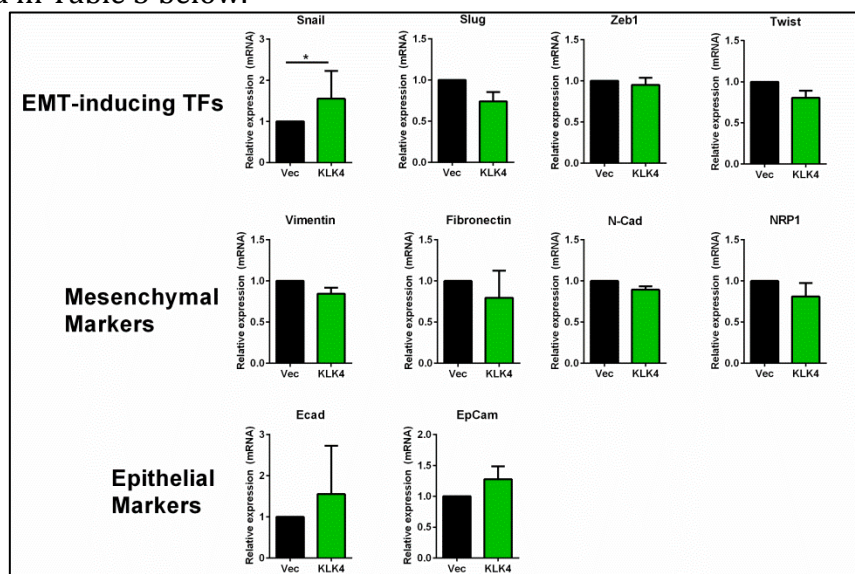 in Table below.
Snail
Slug
Zeb1
Twist
EMT-inducing TFs
Relative expression (mRNA)
3
2
1
0
*
Vec KLK4
Relative expression (mRNA)
1.5
1.0
0.5
0.0
Vec KLK4
Relative expression (mRNA)
1.5
1.0
0.5
0.0
Vec KLK4
Relative expression (mRNA)
1.5
1.0
0.5
0.0
Vec KLK4
Vimentin
Fibronectin
N-Cad
NRP1
Mesenchymal
Markers
Relative expression (mRNA)
1.5
1.0
0.5
0.0
Vec KLK4
Relative expression (mRNA)
1.5
1.0
0.5
0.0
Vec KLK4
Relative expression (mRNA)
1.5
1.0
0.5
0.0
Vec KLK4
Relative expression (mRNA)
1.5
1.0
0.5
0.0
Vec KLK4
Ecad
EpCam
Epithelial
Markers
Relative expression (mRNA)
3
2
1
0
Vec KLK4
Relative expression (mRNA)
2.0
1.5
1.0
0.5
0.0
Vec KLK4